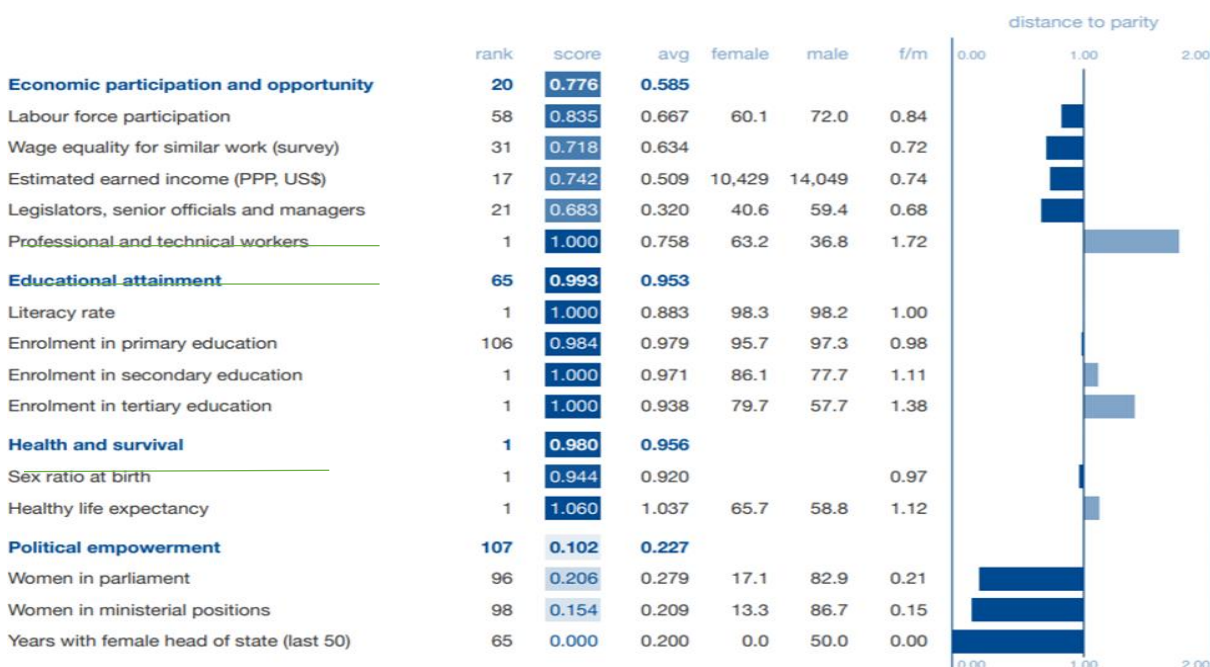 distance to parity
rank score avg female male f/m 0.00 1.00 2.00
Economic participation and opportunity 20 0.776 0.585
Labour force participation 58 0.835 0.667 60.1 72.0 0.84
Wage equality for similar work (survey) 31 0.718 0.634 0.72
Estimated earned income (PPP, US$) 17 0.742 0.509 10,429 14,049 0.74
Legislators, senior officials and managers 21 0.683 0.320 40.6 59.4 0.68
Professional and technical workers 1 1.000 0.758 63.2 36.8 1.72
Educational attainment 65 0.993 0.953
Literacy rate 1 1.000 0.883 98.3 98.2 1.00
Enrolment in primary education 106 0.984 0.979 95.7 97.3 0.98
Enrolment in secondary education 1 1.000 0.971 86.1 77.7 1.11
Enrolment in tertiary education 1 1.000 0.938 79.7 57.7 1.38
Health and survival 1 0.980 0.956
Sex ratio at birth 1 0.944 0.920 0.97
Healthy life expectancy 1 1.060 1.037 65.7 58.8 1.12
Political empowerment 107 0.102 0.227
Women in parliament 96 0.206 0.279 17.1 82.9 0.21
Women in ministerial positions 98 0.154 0.209 13.3 86.7 0.15
Years with female head of state (last 50) 65 0.000 0.200 0.0 50.0 0.00
0.00 1.00 2.00